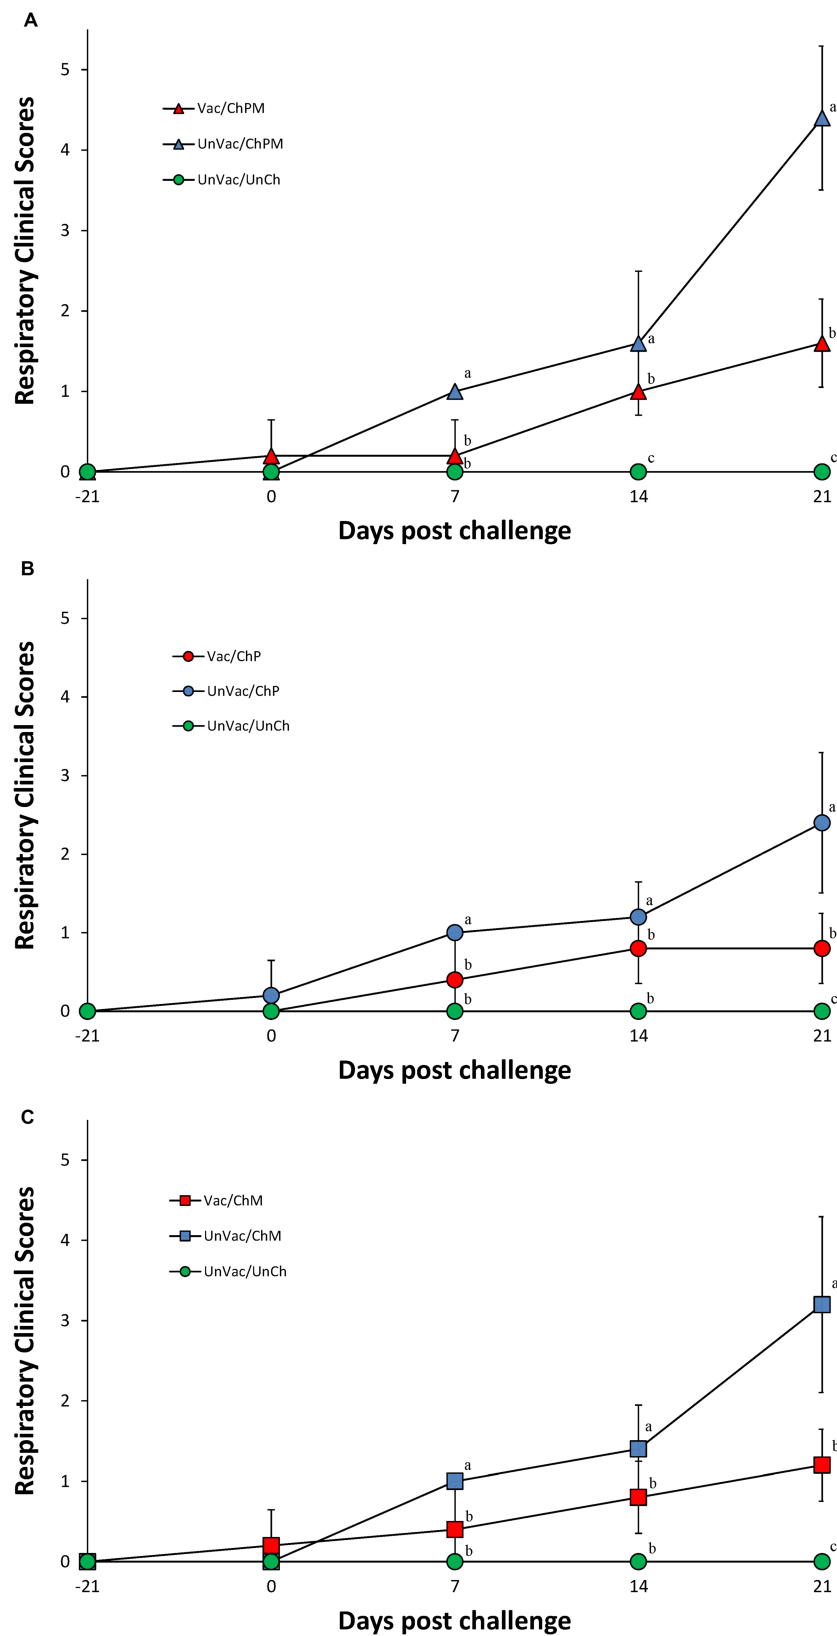 A
Respiratory Clinical Scores
5
4
3
2
1
0
Vac/ChPM
UnVac/ChPM
UnVac/UnCh
a
a
a
b
b
b
b
c
c
-21 0 7 14 21
Days post challenge
B
Respiratory Clinical Scores
5
4
3
2
1
0
Vac/ChP
UnVac/ChP
UnVac/UnCh
a
a
a
b
b
b
b
b
c
-21 0 7 14 21
Days post challenge
C
Respiratory Clinical Scores
5
4
3
2
1
0
Vac/ChM
UnVac/ChM
UnVac/UnCh
a
a
a
b
b
b
b
b
c
-21 0 7 14 21
Days post challenge